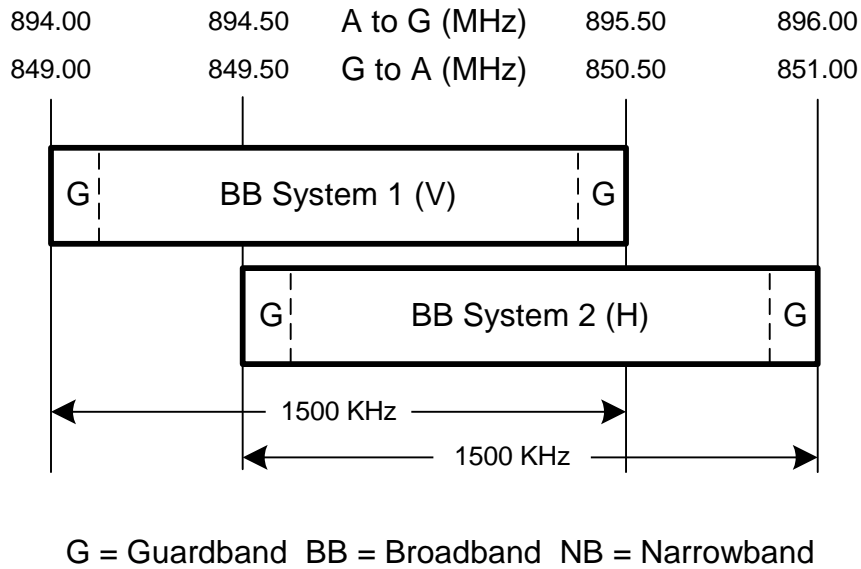 894.00 894.50 A to G (MHz) 895.50 896.00
849.00 849.50 G to A (MHz) 850.50 851.00
G BB System 1 (V) G
G BB System 2 (H) G
1500 KHz
1500 KHz
G = Guardband BB = Broadband NB = Narrowband